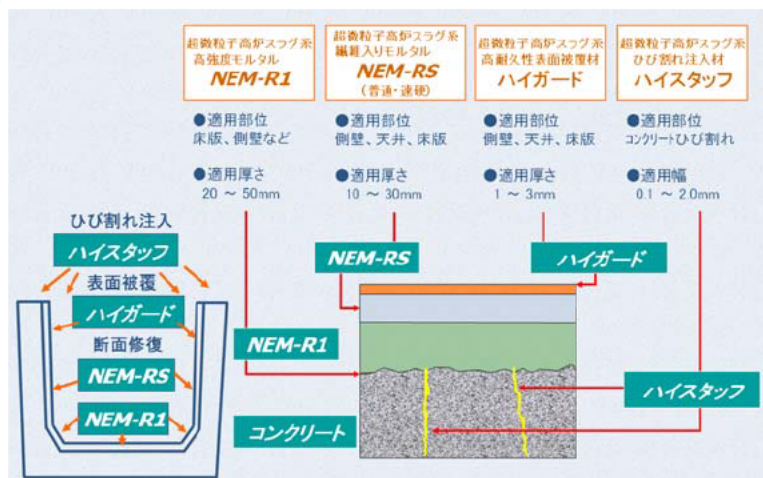 超微粒子高炉スラグ系
高強度モルタル
NEM-R1
超微粒子高炉スラグ系
繊維入りモルタル
NEM-RS
(普通・速硬)
超微粒子高炉スラグ系
高耐久性表面被覆材
ハイガード
超微粒子高炉スラグ系
ひび割れ注入材
ハイスタッフ
●適用部位
床版、側壁など
●適用厚さ
20 ～ 50mm
●適用部位
側壁、天井、床版
●適用厚さ
10 ～ 30mm
●適用部位
側壁、天井、床版
●適用厚さ
1 ～ 3mm
●適用部位
コンクリートひび割れ
●適用幅
0.1 ～ 2.0mm
ひび割れ注入
ハイスタッフ
表面被覆
ハイガード
断面修復
NEM-RS
NEM-R1
NEM-RS
ハイガード
NEM-R1
ハイスタッフ
コンクリート